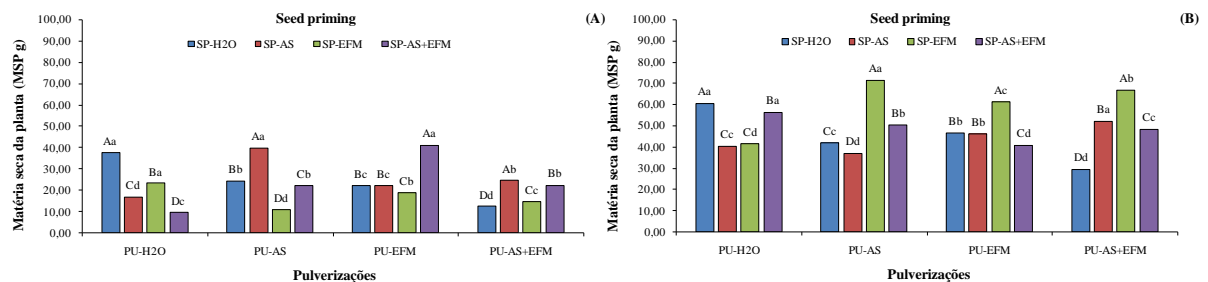 Seed priming
(A)
SP-H2O SP-AS SP-EFM SP-AS+EFM
Matéria seca da planta (MSP g)
100,00
90,00
80,00
70,00
60,00
50,00
40,00
30,00
20,00
10,00
0,00
Aa Cd Ba Dc
Bb Aa Dd Cb
Bc Bc Cb Aa
Dd Ab Cc Bb
PU-H2O PU-AS PU-EFM PU-AS+EFM
Pulverizações
Seed priming
(B)
SP-H2O SP-AS SP-EFM SP-AS+EFM
Matéria seca da planta (MSP g)
100,00
90,00
80,00
70,00
60,00
50,00
40,00
30,00
20,00
10,00
0,00
Aa Cc Cd Ba
Cc Dd Aa Bb
Bb Bb Ac Cd
Dd Ba Ab Cc
PU-H2O PU-AS PU-EFM PU-AS+EFM
Pulverizações